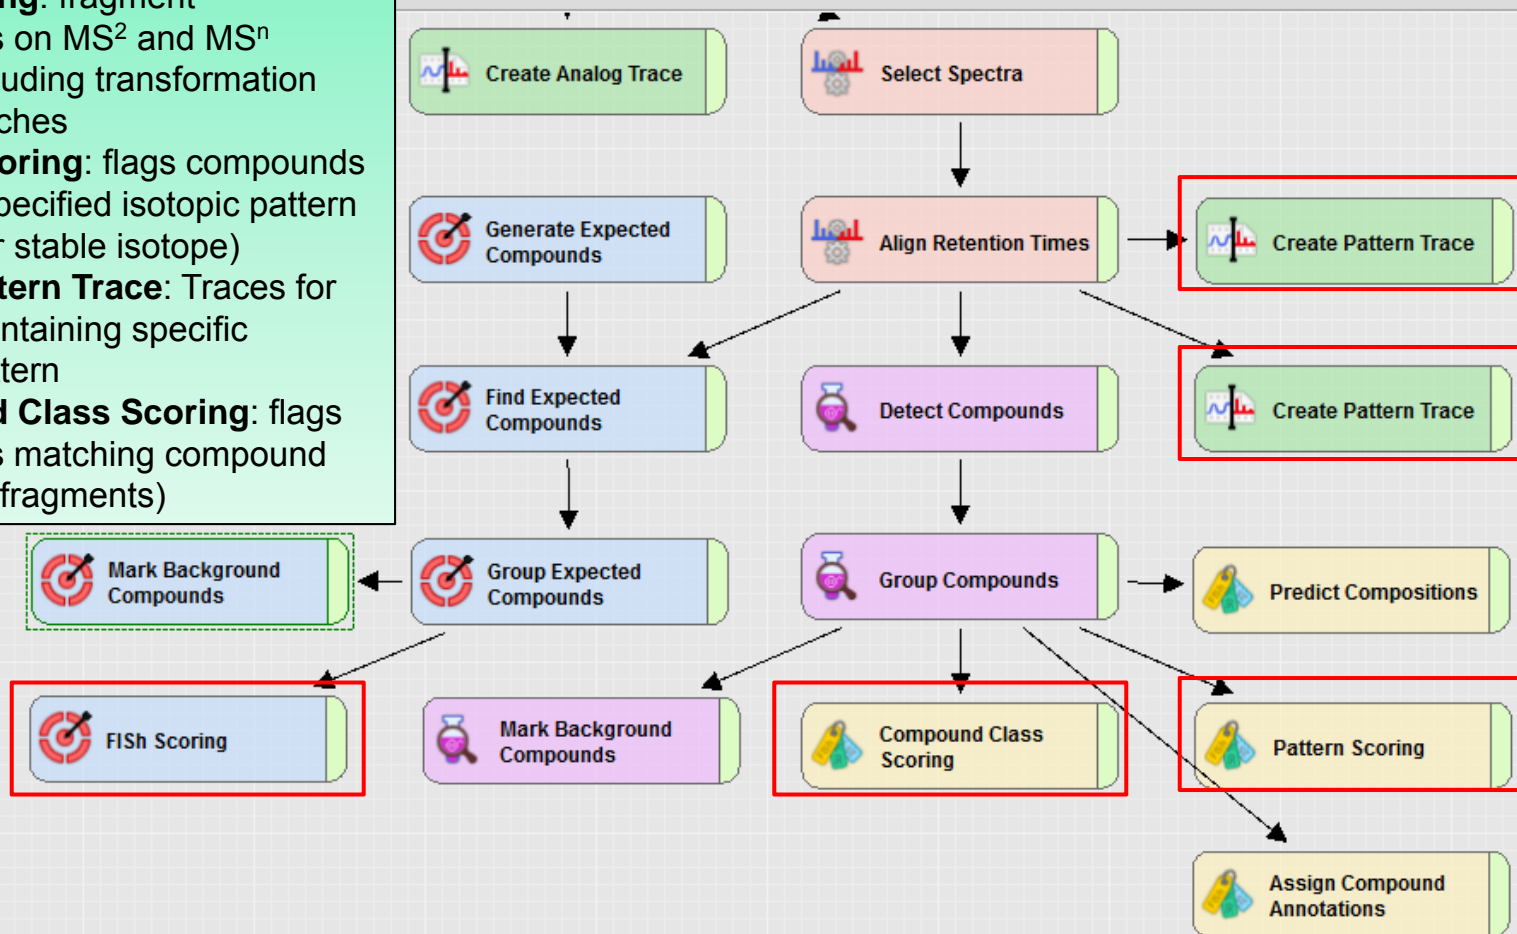 ng: fragment
s on MS² and MSⁿ
uding transformation
ches
oring: flags compounds
pecified isotopic pattern
r stable isotope)
tern Trace: Traces for
ntaining specific
tern
d Class Scoring: flags
s matching compound
fragments)
Create Analog Trace
Select Spectra
Generate Expected
Compounds
Align Retention Times
Create Pattern Trace
Find Expected
Compounds
Detect Compounds
Create Pattern Trace
Mark Background
Compounds
Group Expected
Compounds
Group Compounds
Predict Compositions
FISh Scoring
Mark Background
Compounds
Compound Class
Scoring
Pattern Scoring
Assign Compound
Annotations